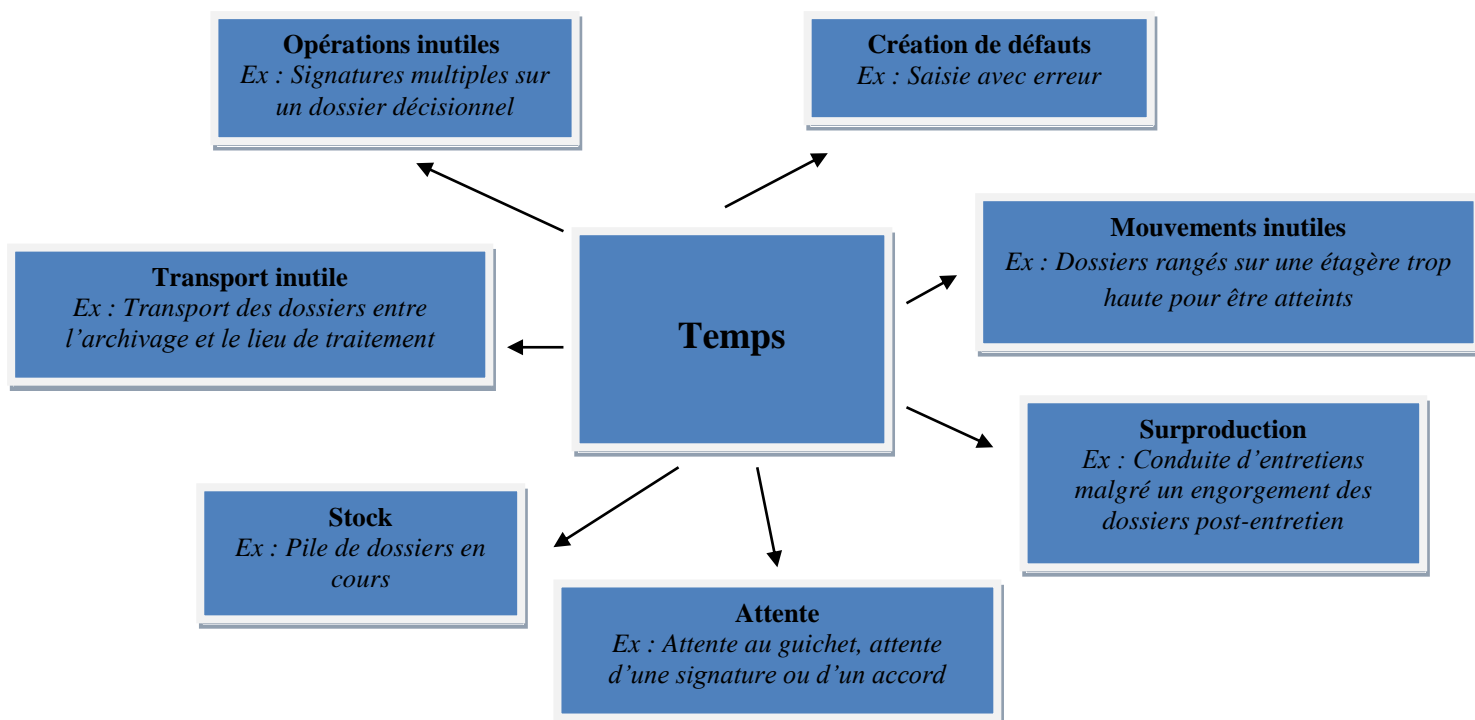 Opérations inutiles
Ex : Signatures multiples sur
un dossier décisionnel
Création de défauts
Ex : Saisie avec erreur
Mouvements inutiles
Ex : Dossiers rangés sur une étagère trop
haute pour être atteints
Transport inutile
Ex : Transport des dossiers entre
l’archivage et le lieu de traitement
Temps
Surproduction
Ex : Conduite d’entretiens
malgré un engorgement des
dossiers post-entretien
Stock
Ex : Pile de dossiers en
cours
Attente
Ex : Attente au guichet, attente
d’une signature ou d’un accord